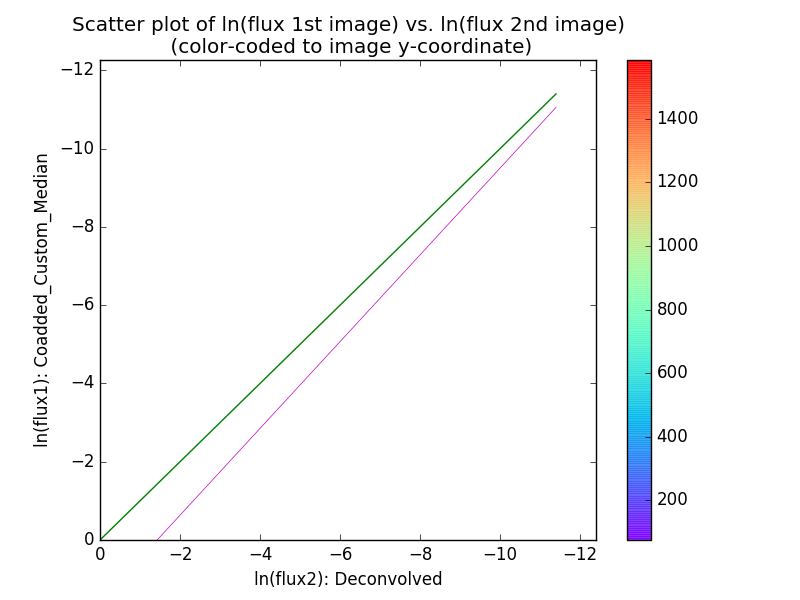 Scatter plot of ln(flux 1st image) vs. ln(flux 2nd image)
(color-coded to image y-coordinate)
−12
−10
−8
−6
−4
−2
0
ln(flux1): Coadded_Custom_Median
0 −2 −4 −6 −8 −10 −12
ln(flux2): Deconvolved
1400
1200
1000
800
600
400
200